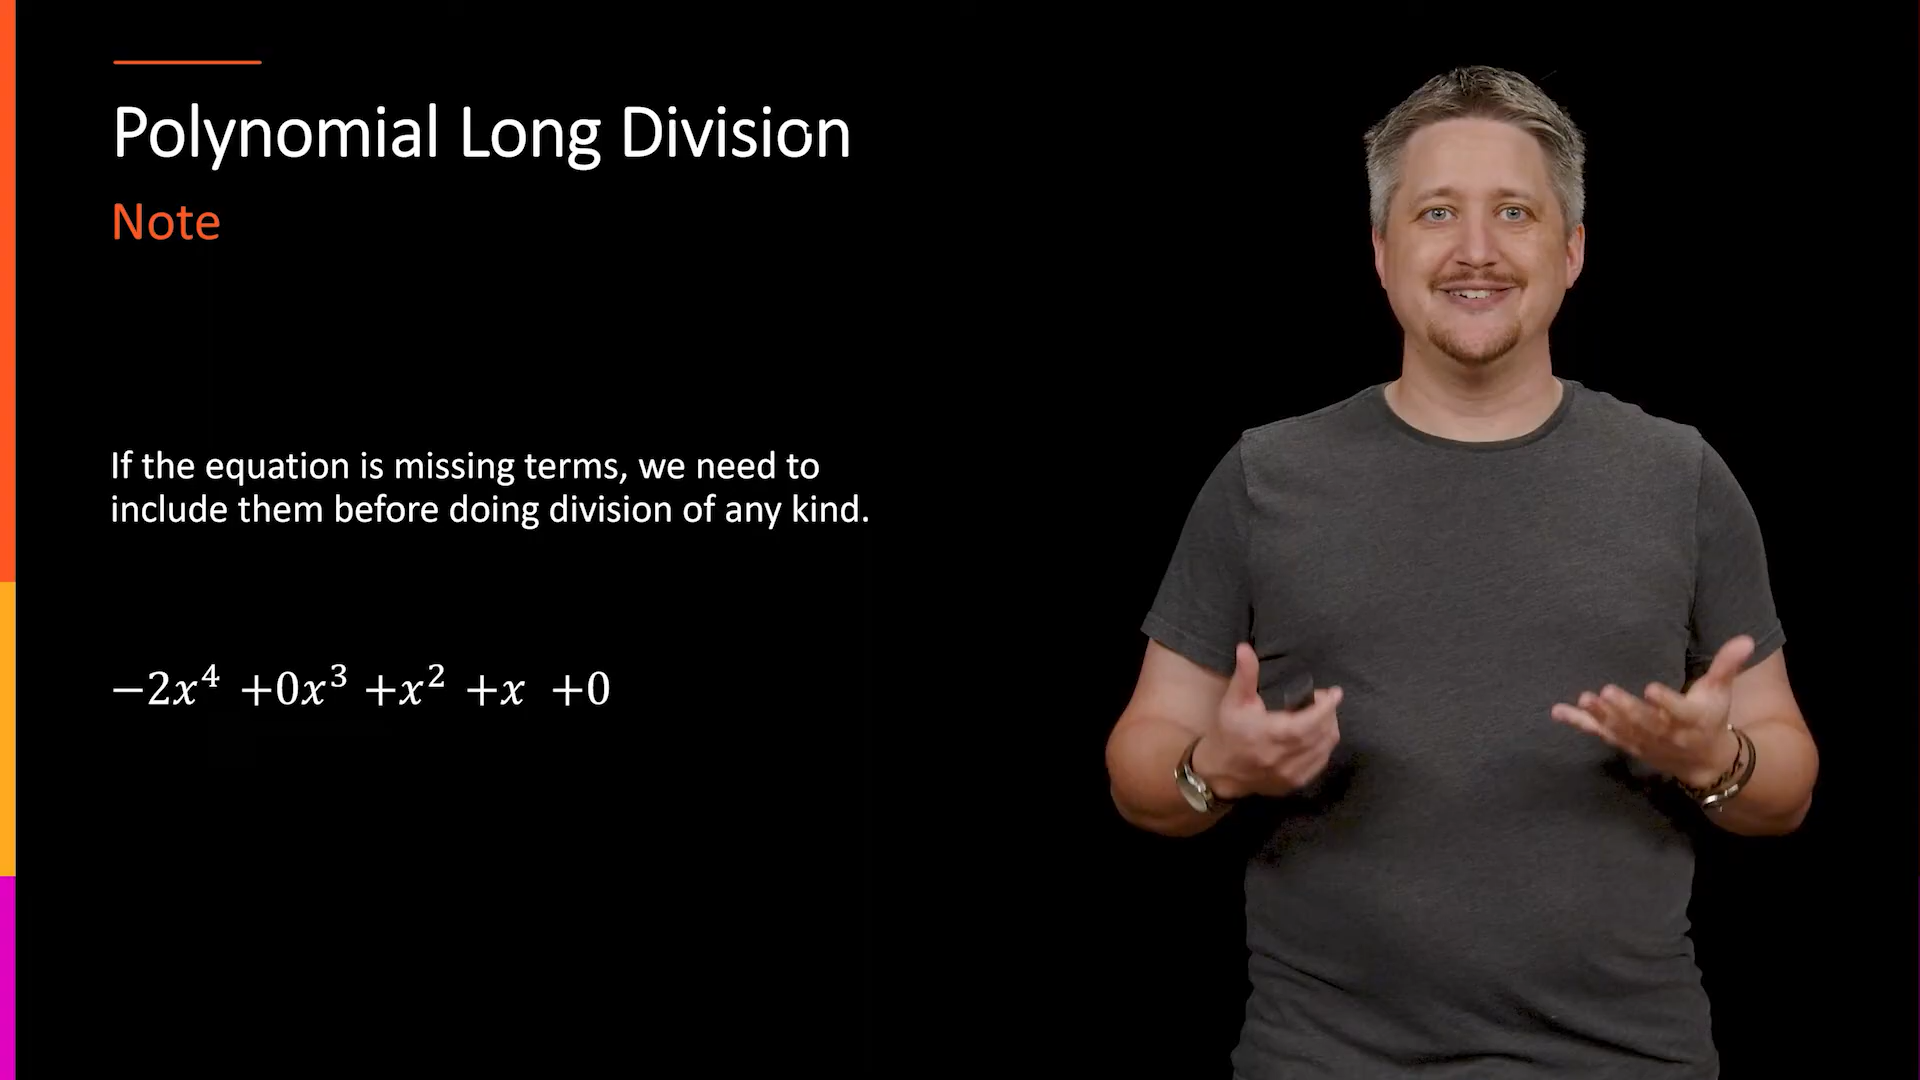 Polynomial Long Division
Note
If the equation is missing terms, we need to
include them before doing division of any kind.
−2x⁴ +0x³ +x² +x +0